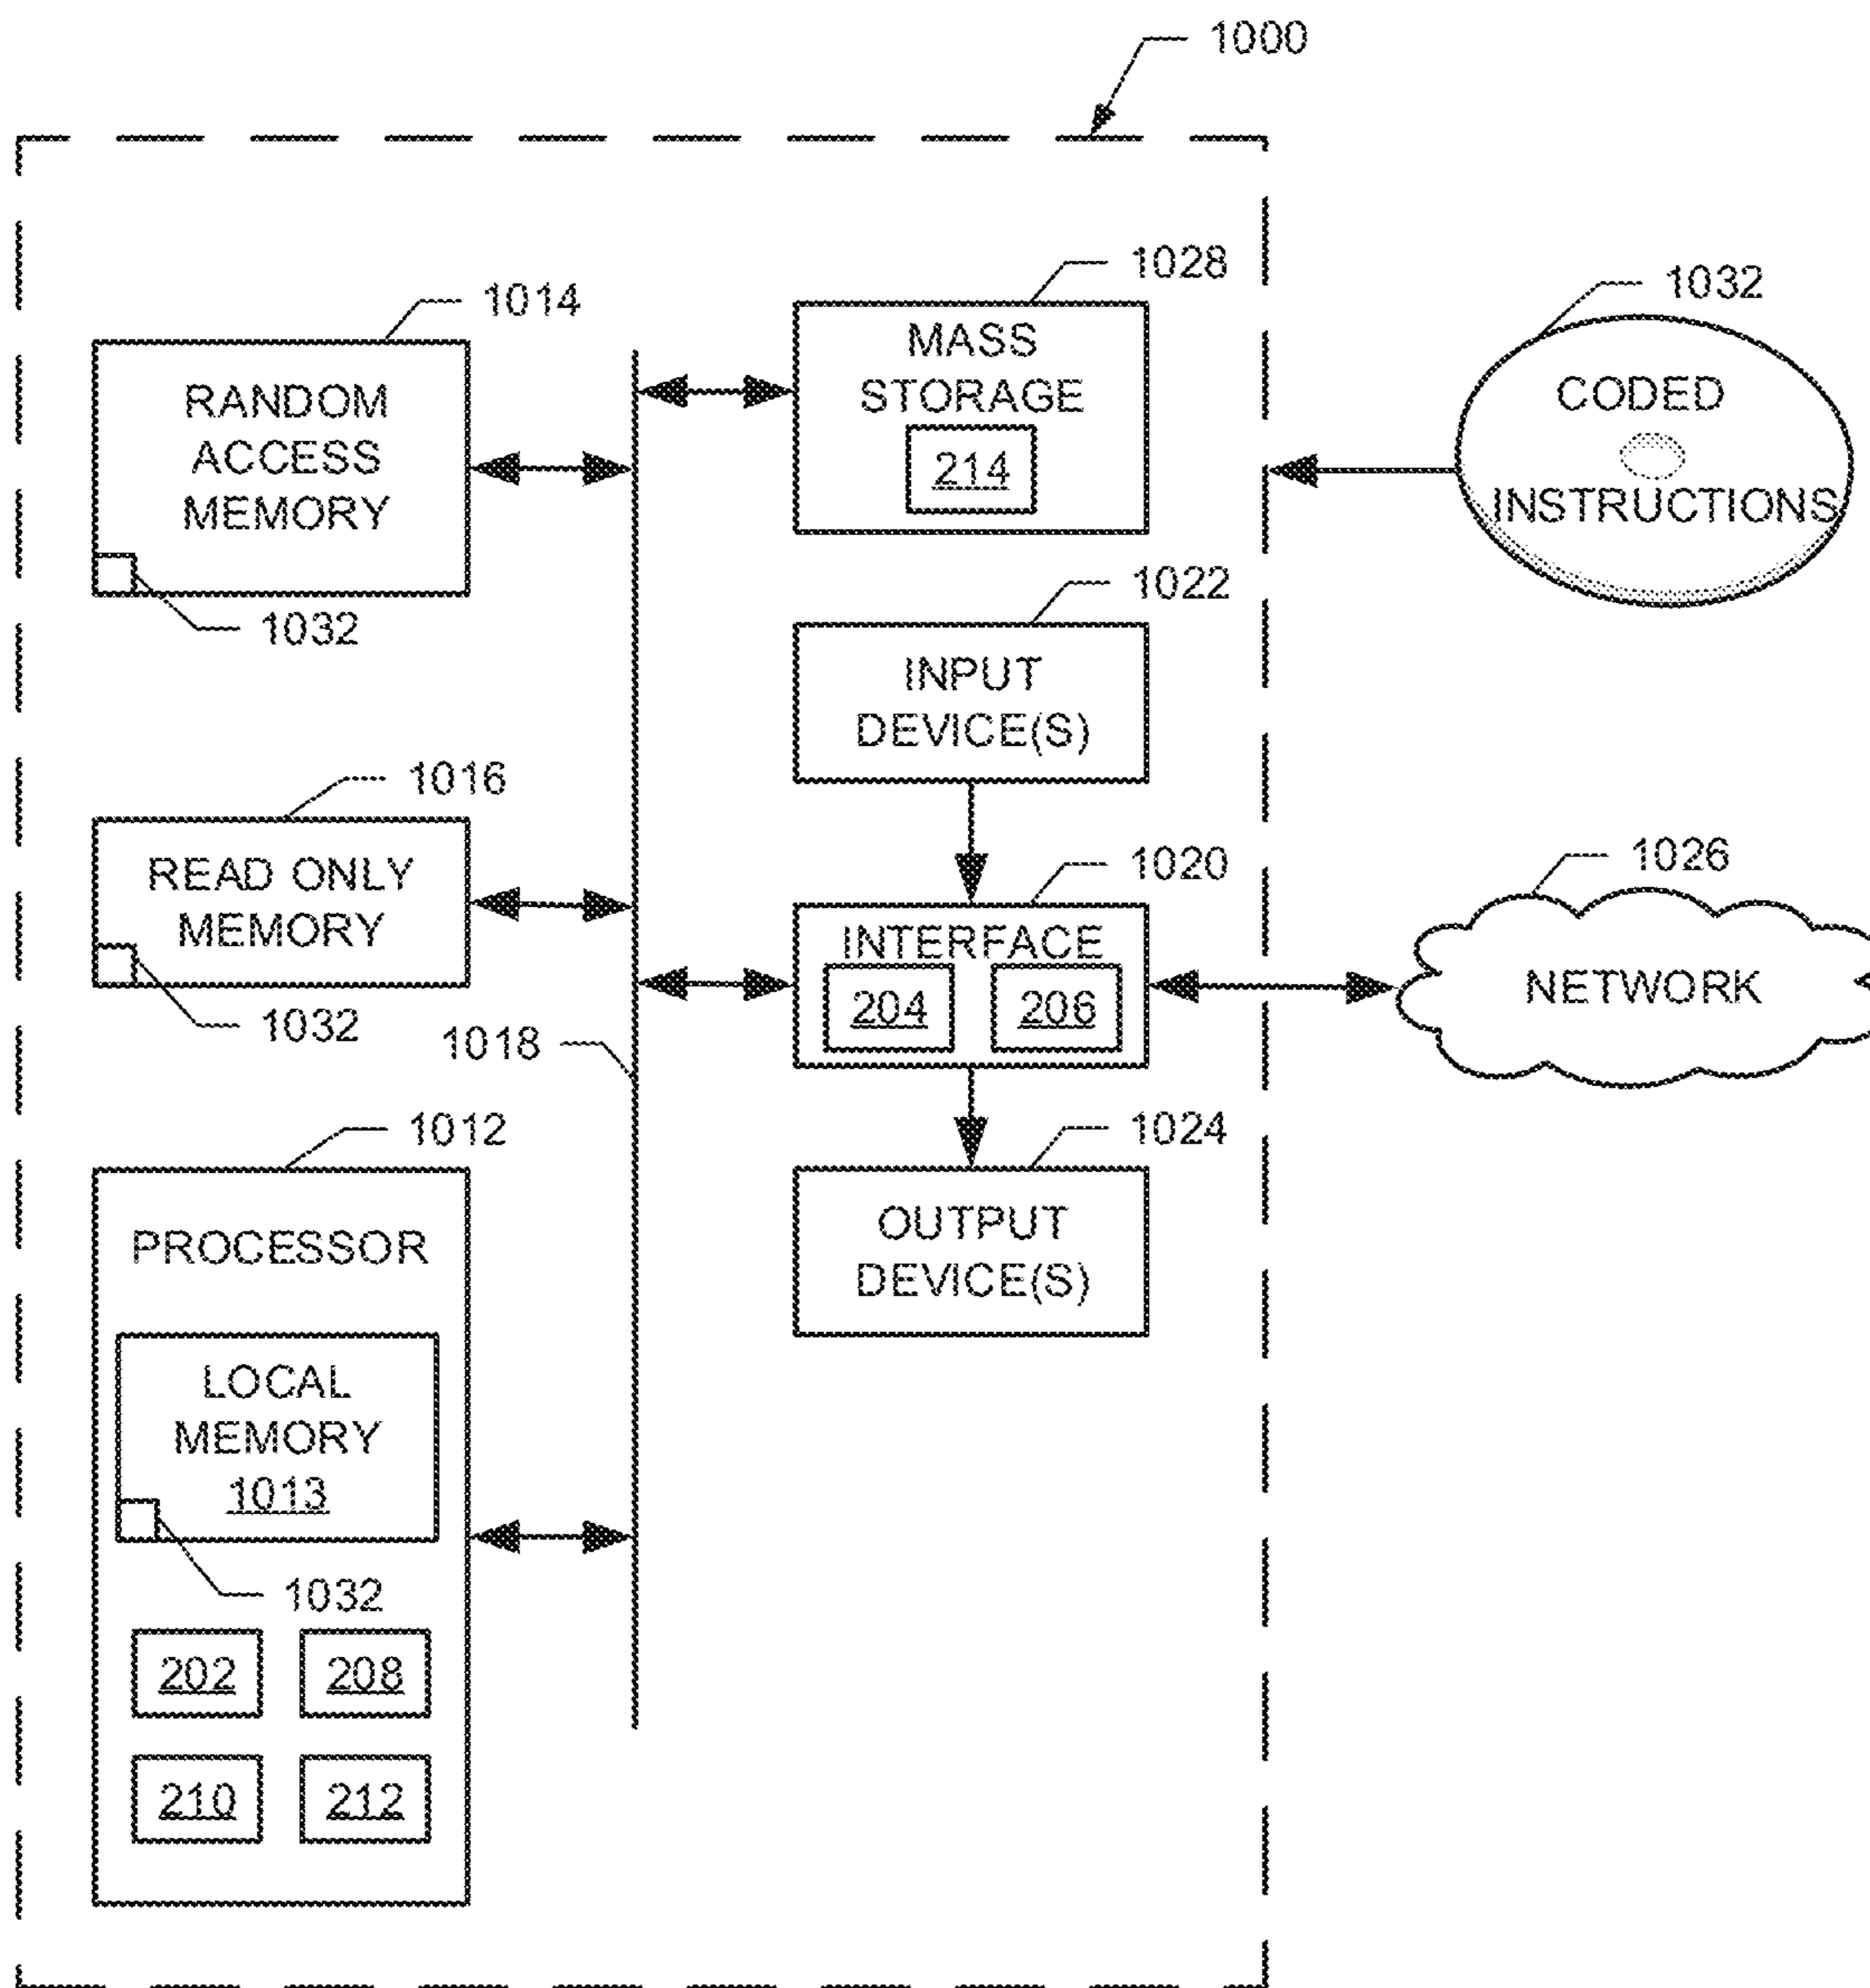 1000
1014
RANDOM
ACCESS
MEMORY
1032
1028
MASS
STORAGE
214
1032
CODED
INSTRUCTIONS
1022
INPUT
DEVICE(S)
1016
READ ONLY
MEMORY
1032
1018
1020
INTERFACE
204 206
1026
NETWORK
1012
PROCESSOR
LOCAL
MEMORY
1013
1032
202 208
210 212
1024
OUTPUT
DEVICE(S)